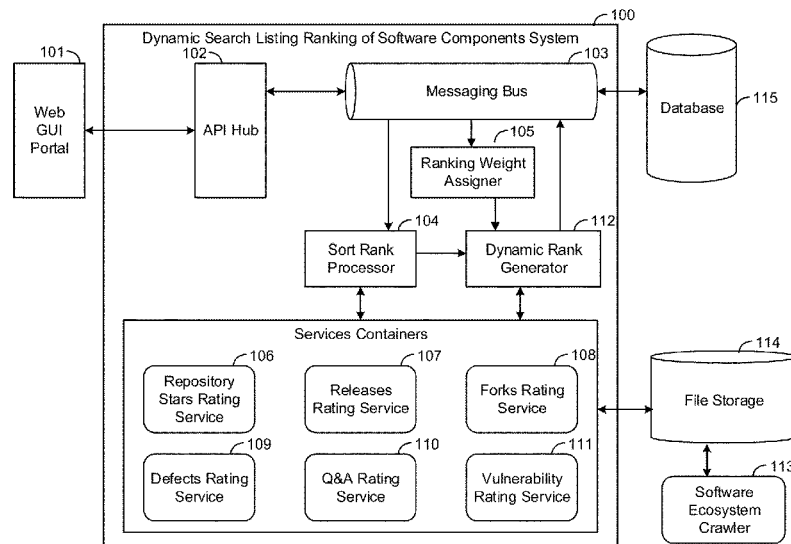 100
Dynamic Search Listing Ranking of Software Components System
101
Web
GUI
Portal
102
API Hub
103
Messaging Bus
Database
115
105
Ranking Weight
Assigner
104
Sort Rank
Processor
112
Dynamic Rank
Generator
Services Containers
106
Repository
Stars Rating
Service
107
Releases
Rating Service
108
Forks Rating
Service
109
Defects Rating
Service
110
Q&A Rating
Service
111
Vulnerability
Rating Service
114
File Storage
113
Software
Ecosystem
Crawler